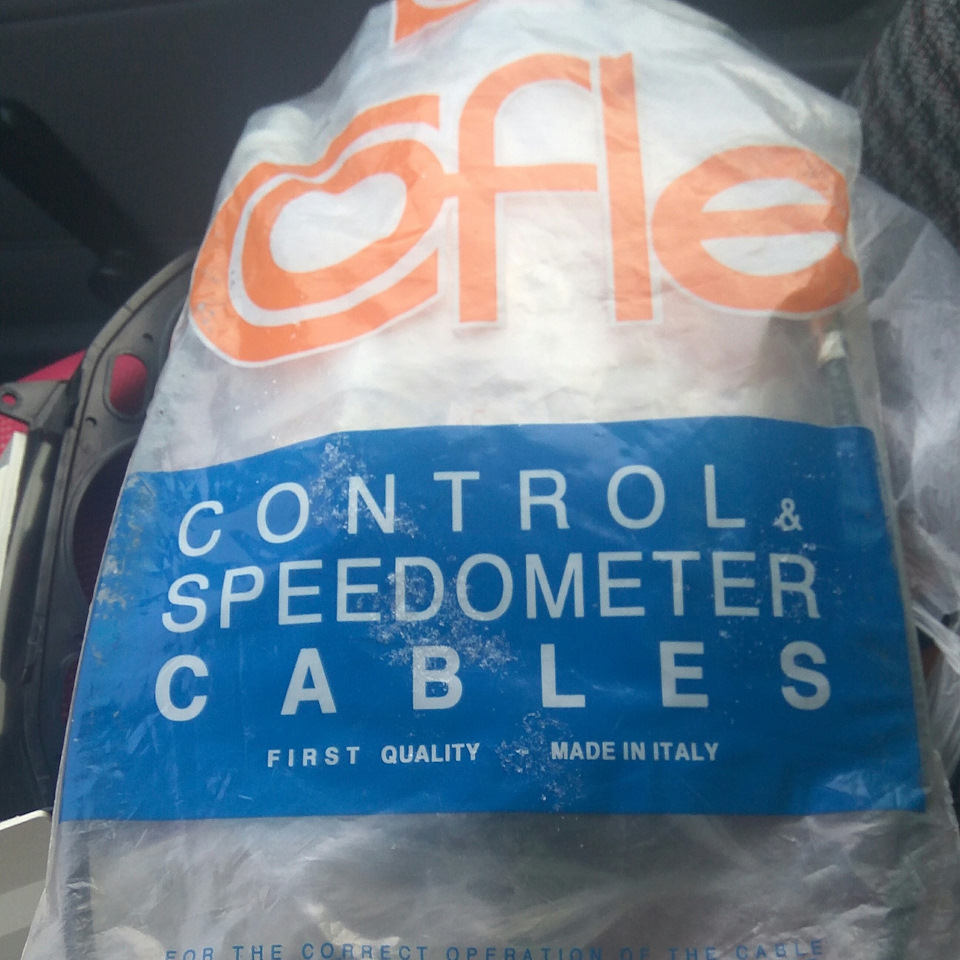 Cofle
CONTROL &
SPEEDOMETER
CABLES
FIRST QUALITY MADE IN ITALY
FOR THE CORRECT OPERATION OF THE CABLE